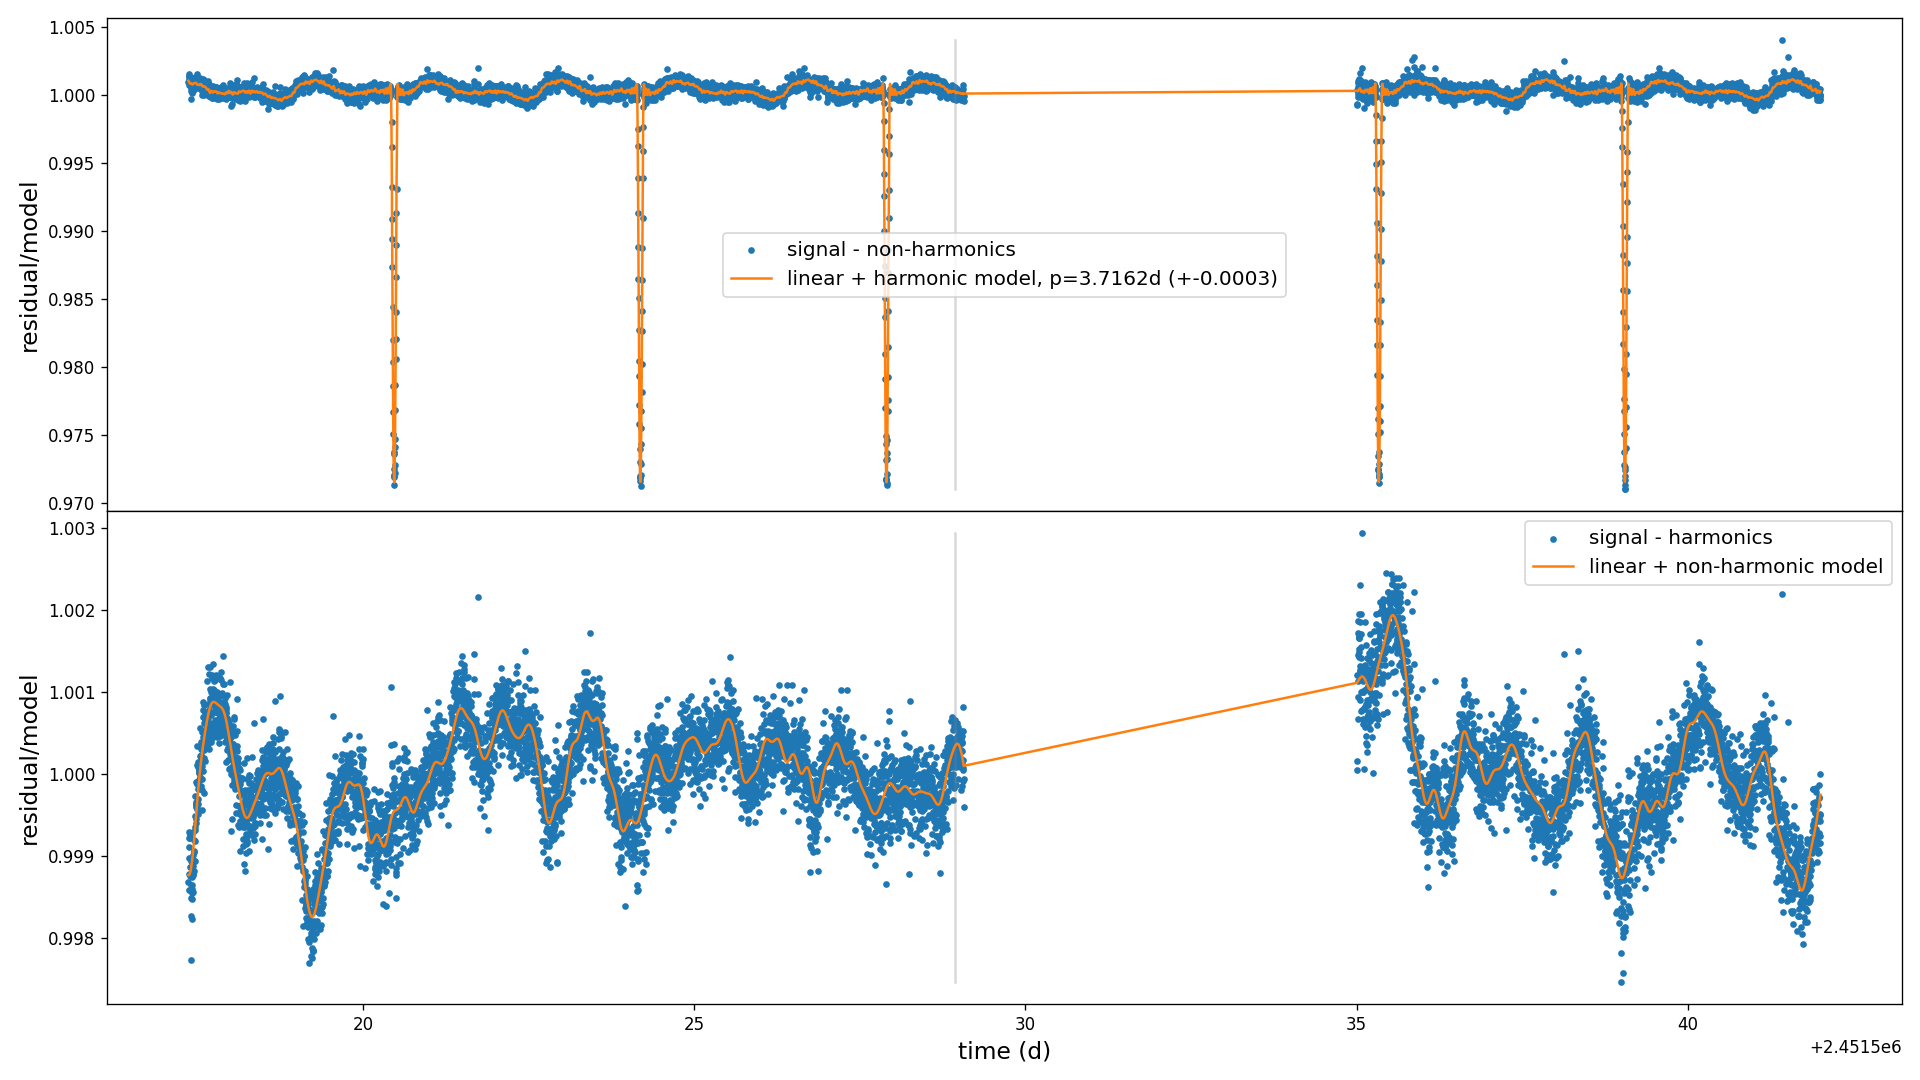 1.005
1.000
0.995
0.990
0.985
0.980
0.975
0.970
residual/model
signal - non-harmonics
linear + harmonic model, p=3.7162d (+-0.0003)
1.003
1.002
1.001
1.000
0.999
0.998
residual/model
signal - harmonics
linear + non-harmonic model
20 25 30 35 40
time (d)
+2.4515e6